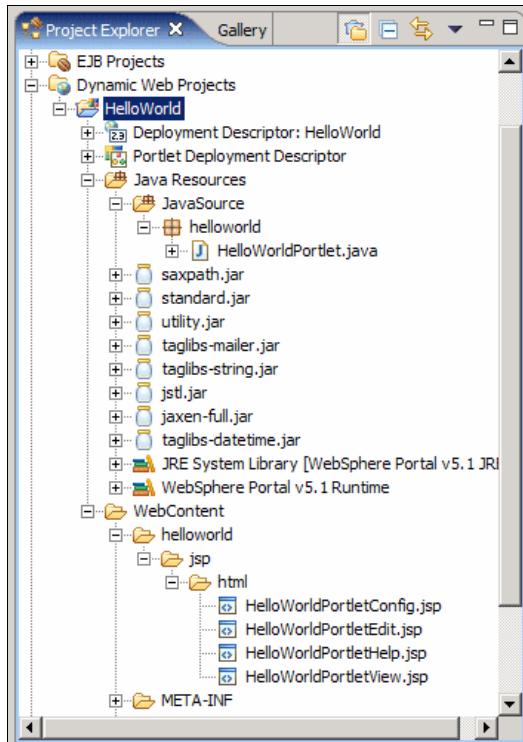 Project Explorer Gallery
EJB Projects
Dynamic Web Projects
HelloWorld
2.3 Deployment Descriptor: HelloWorld
Portlet Deployment Descriptor
Java Resources
JavaSource
helloworld
J HelloWorldPortlet.java
saxpath.jar
standard.jar
utility.jar
taglibs-mailer.jar
taglibs-string.jar
jstl.jar
jaxen-full.jar
taglibs-datetime.jar
JRE System Library [WebSphere Portal v5.1 JRE
WebSphere Portal v5.1 Runtime
WebContent
helloworld
jsp
html
HelloWorldPortletConfig.jsp
HelloWorldPortletEdit.jsp
HelloWorldPortletHelp.jsp
HelloWorldPortletView.jsp
META-INF